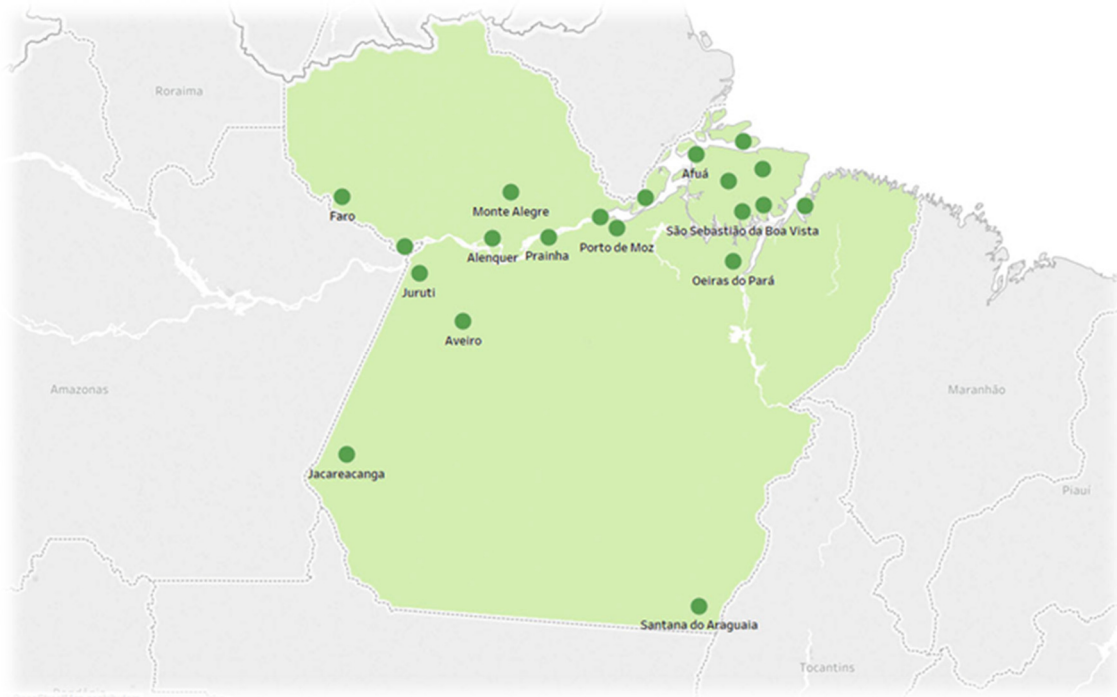 Roraima
Afuá
Faro
Monte Alegre
São Sebastião da Boa Vista
Porto de Moz
Alenquer
Prainha
Oeiras do Pará
Juruti
Aveiro
Amazonas
Maranhão
Jacareacanga
Piauí
Santana do Araguaia
Tocantins